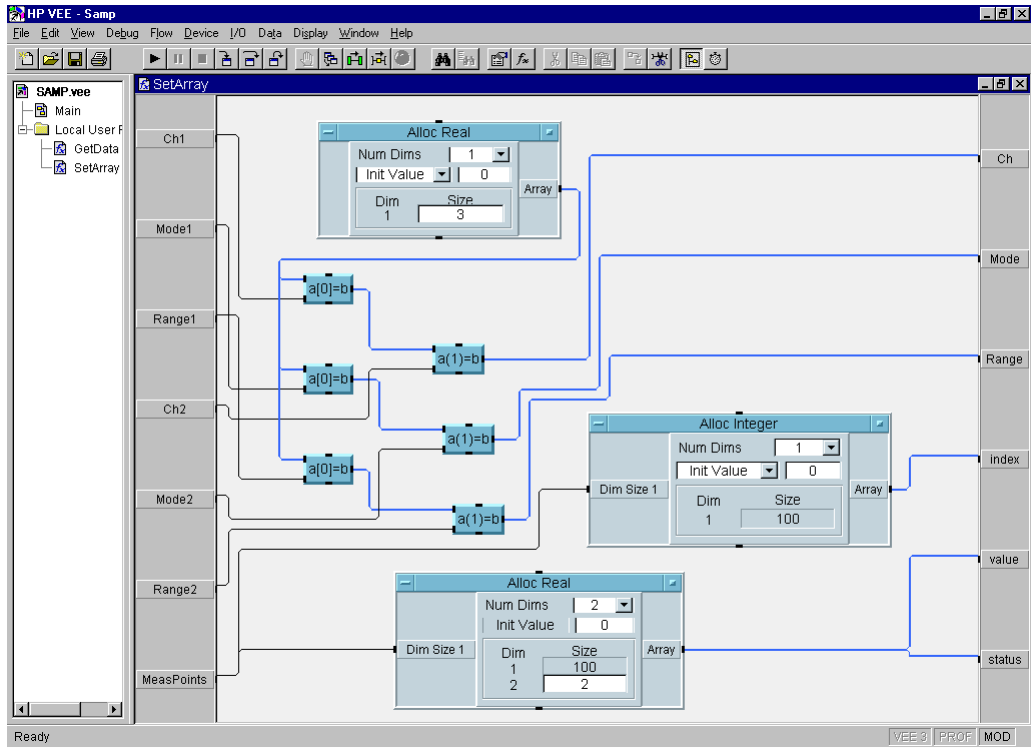 HP VEE - Samp
File Edit View Debug Flow Device I/O Data Display Window Help
SAMP.vee
Main
Local User F
GetData
SetArray
SetArray
Ch1
Mode1
Range1
Ch2
Mode2
Range2
MeasPoints
Alloc Real
Num Dims 1
Init Value 0
Dim Size
1 3
Array
a[0]=b
a(1)=b
a[0]=b
a(1)=b
a[0]=b
a(1)=b
Alloc Integer
Num Dims 1
Init Value 0
Dim Size 1
Dim Size
1 100
Array
Alloc Real
Num Dims 2
Init Value 0
Dim Size 1
Dim Size
1 100
2 2
Array
Ch
Mode
Range
index
value
status
Ready
VEE 3 PROF MOD